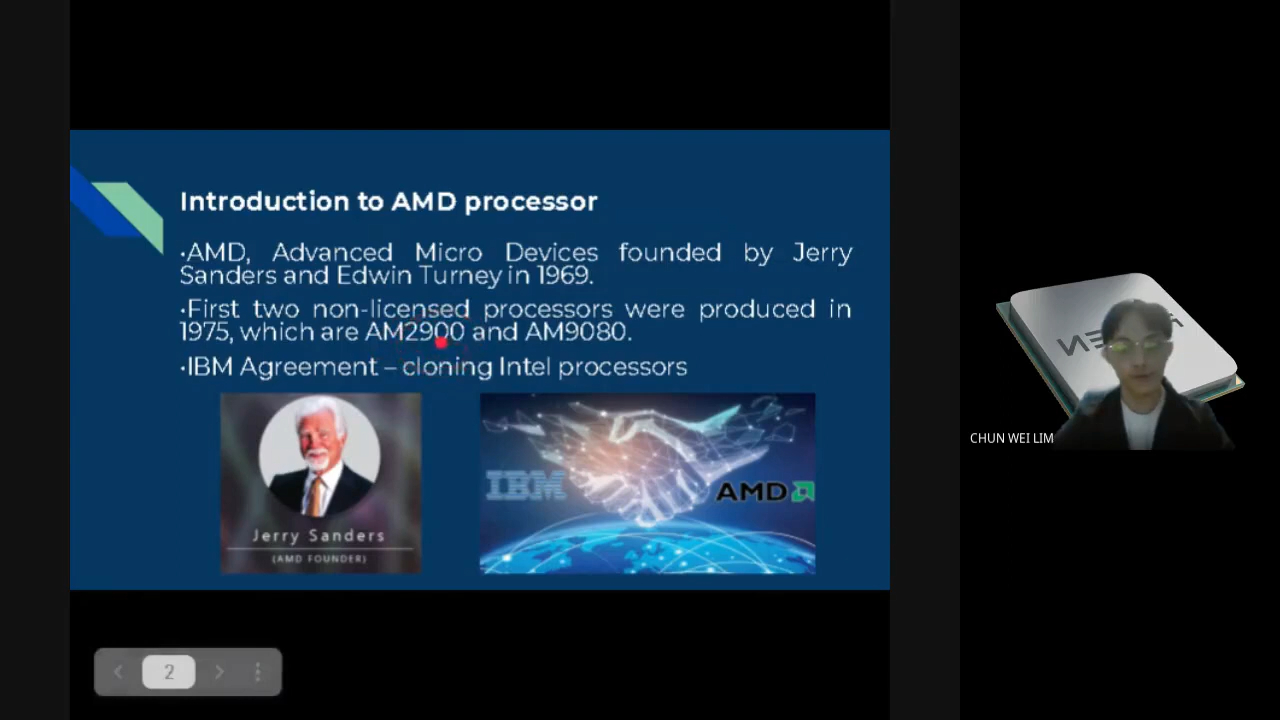 Introduction to AMD processor
•AMD, Advanced Micro Devices founded by Jerry
Sanders and Edwin Turney in 1969.
•First two non-licensed processors were produced in
1975, which are AM2900 and AM9080.
•IBM Agreement – cloning Intel processors
Jerry Sanders
(AMD FOUNDER)
IBM
AMD
2
CHUN WEI LIM